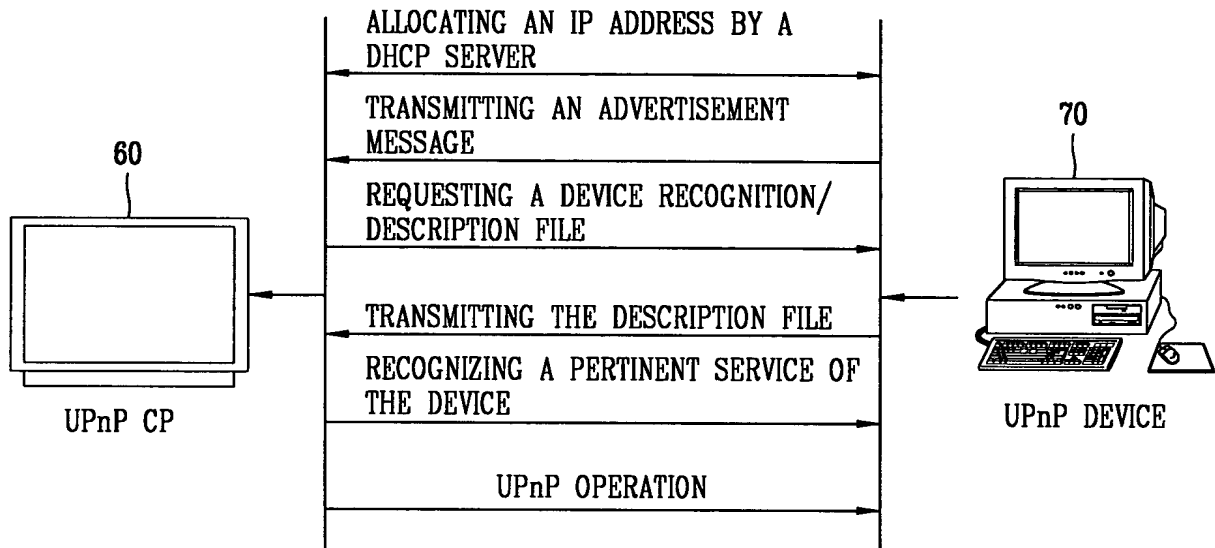 ALLOCATING AN IP ADDRESS BY A
DHCP SERVER
TRANSMITTING AN ADVERTISEMENT
MESSAGE
70
60
REQUESTING A DEVICE RECOGNITION/
DESCRIPTION FILE
TRANSMITTING THE DESCRIPTION FILE
RECOGNIZING A PERTINENT SERVICE OF
THE DEVICE
UPnP CP
UPnP DEVICE
UPnP OPERATION